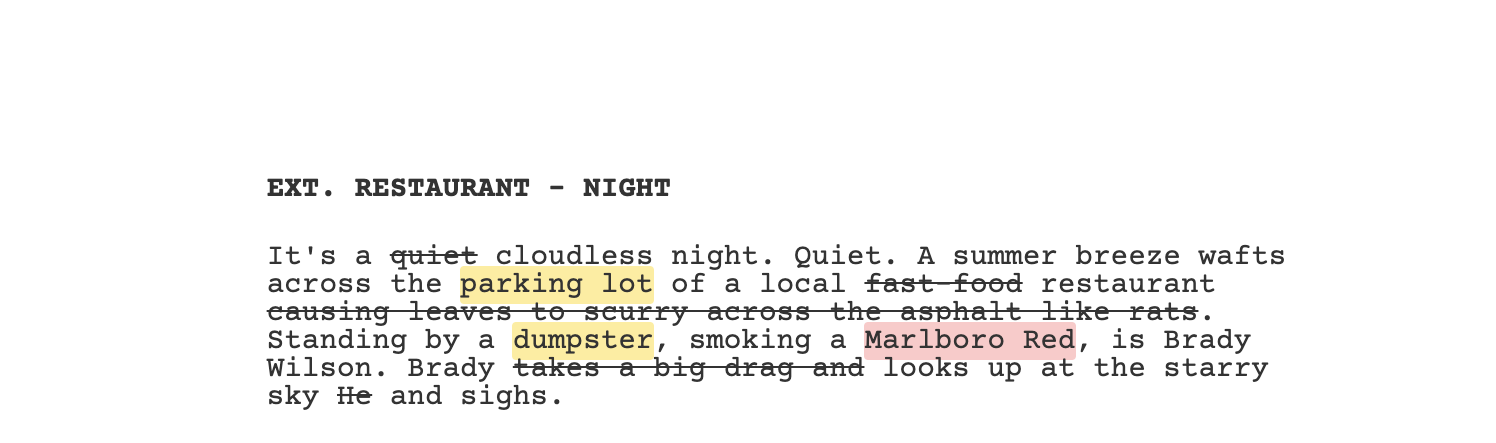 EXT. RESTAURANT - NIGHT
It's a quiet cloudless night. Quiet. A summer breeze wafts
across the parking lot of a local fast-food restaurant
causing leaves to scurry across the asphalt like rats.
Standing by a dumpster, smoking a Marlboro Red, is Brady
Wilson. Brady takes a big drag and looks up at the starry
sky He and sighs.